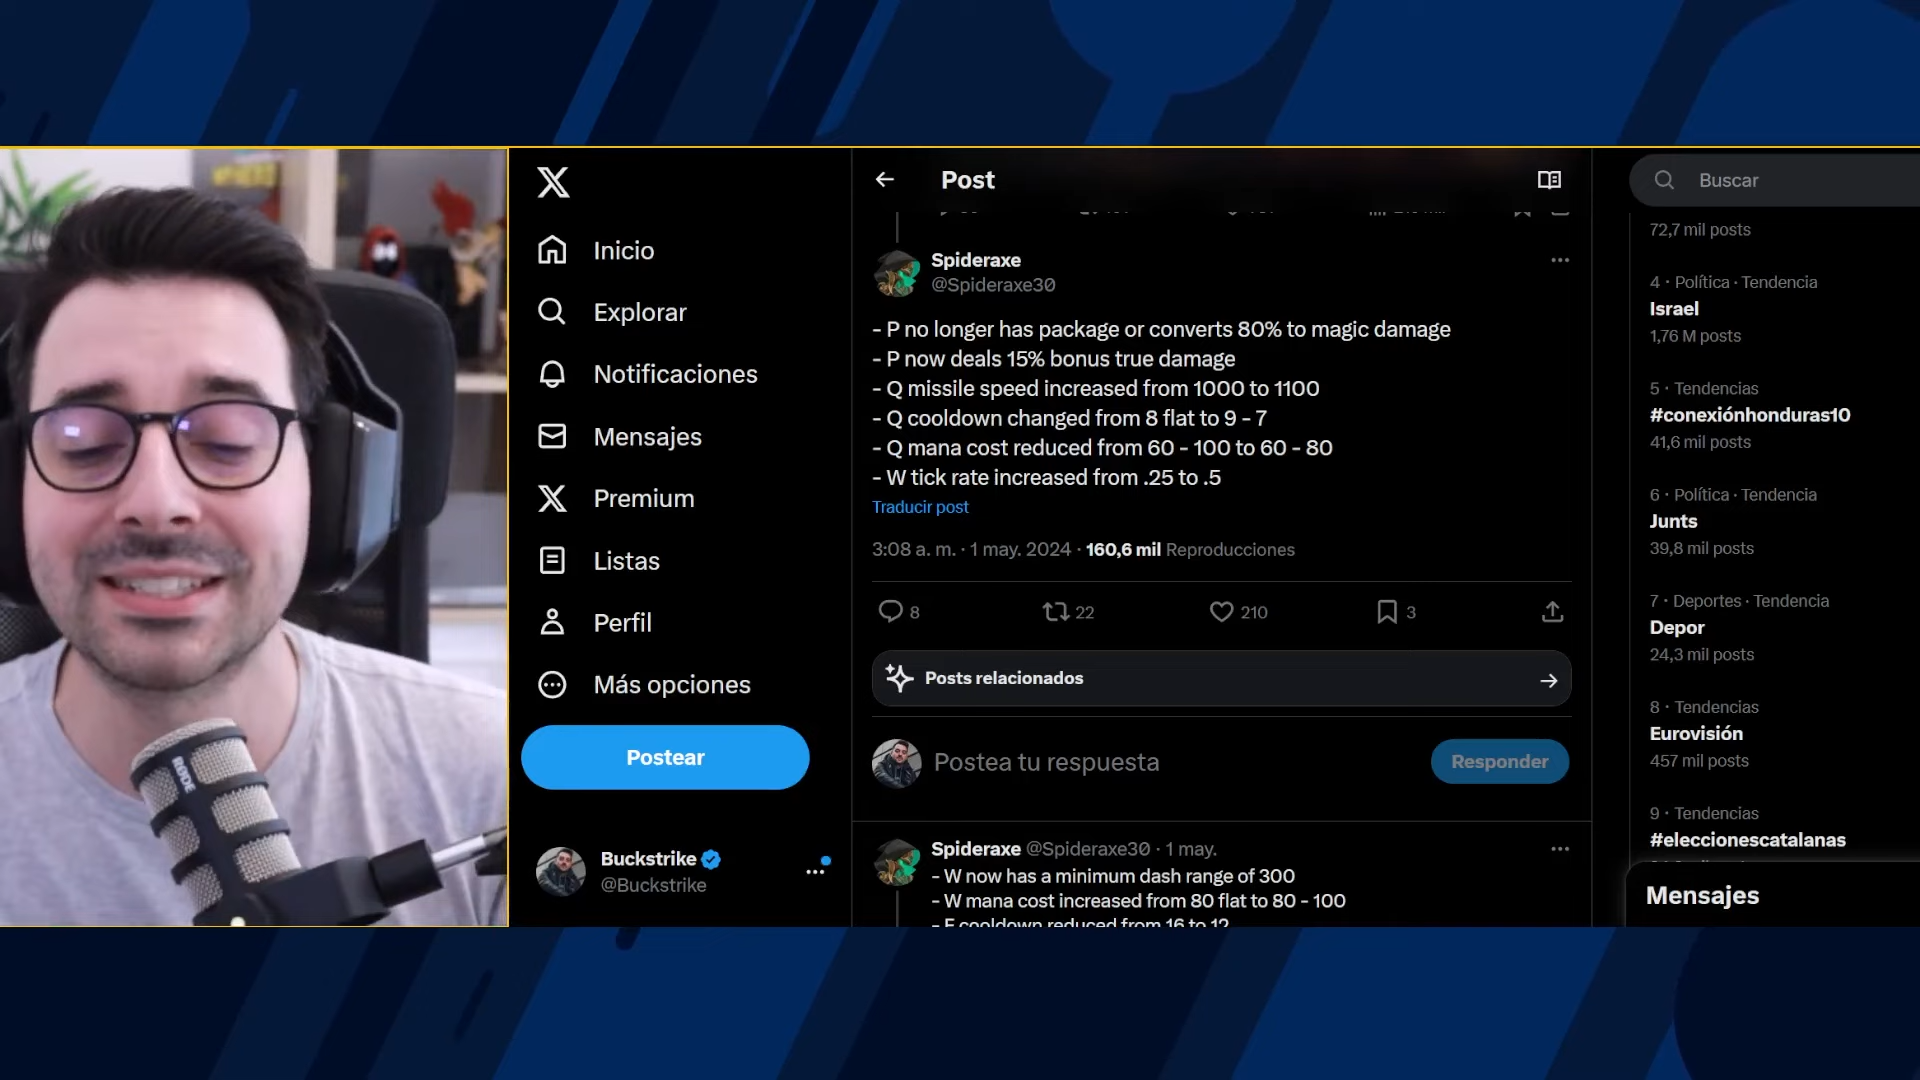 Inicio
Explorar
Notificaciones
Mensajes
Premium
Listas
Perfil
Más opciones
Postear
Buckstrike
@Buckstrike
Post
Spideraxe
@Spideraxe30
- P no longer has package or converts 80% to magic damage
- P now deals 15% bonus true damage
- Q missile speed increased from 1000 to 1100
- Q cooldown changed from 8 flat to 9 - 7
- Q mana cost reduced from 60 - 100 to 60 - 80
- W tick rate increased from .25 to .5
Traducir post
3:08 a. m. · 1 may. 2024 · 160,6 mil Reproducciones
8 22 210 3
Posts relacionados
Postea tu respuesta
Responder
Spideraxe @Spideraxe30 · 1 may.
- W now has a minimum dash range of 300
- W mana cost increased from 80 flat to 80 - 100
- E cooldown reduced from 16 to 12
Buscar
72,7 mil posts
4 · Política · Tendencia
Israel
1,76 M posts
5 · Tendencias
#conexiónhonduras10
41,6 mil posts
6 · Política · Tendencia
Junts
39,8 mil posts
7 · Deportes · Tendencia
Depor
24,3 mil posts
8 · Tendencias
Eurovisión
457 mil posts
9 · Tendencias
#eleccionescatalanas
Mensajes
RØDE